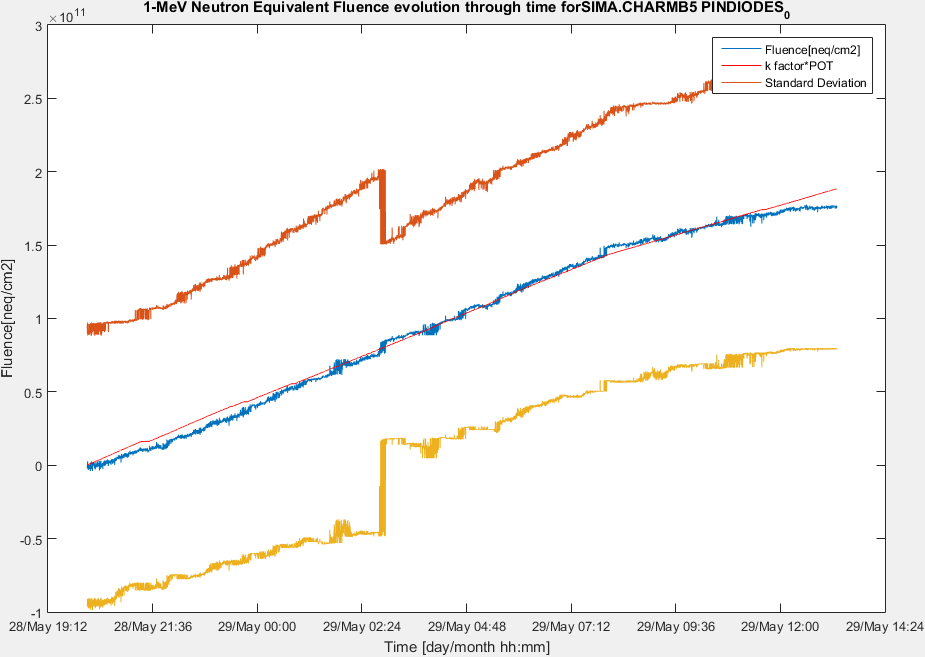 1-MeV Neutron Equivalent Fluence evolution through time forSIMA.CHARMB5 PINDIODES0
×10^11
3
2.5
2
1.5
1
0.5
0
-0.5
-1
Fluence[neq/cm2]
Fluence[neq/cm2]
k factor*POT
Standard Deviation
28/May 19:12 28/May 21:36 29/May 00:00 29/May 02:24 29/May 04:48 29/May 07:12 29/May 09:36 29/May 12:00 29/May 14:24
Time [day/month hh:mm]